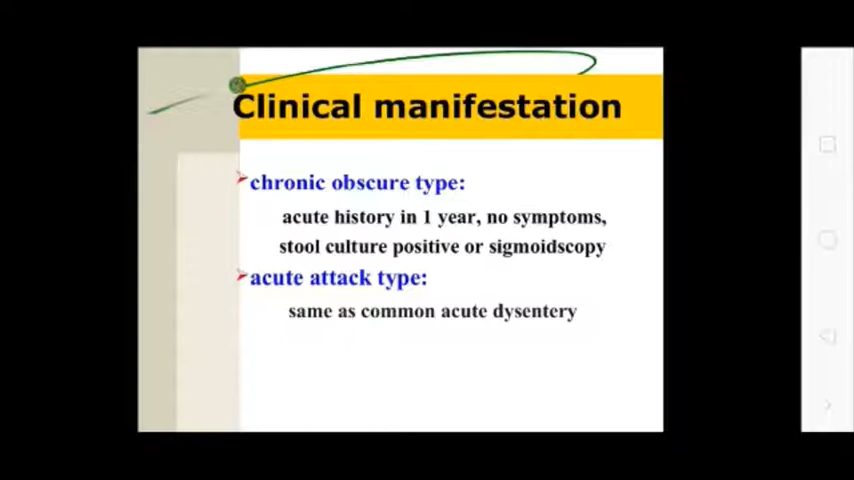 Clinical manifestation
chronic obscure type:
acute history in 1 year, no symptoms,
stool culture positive or sigmoidscopy
acute attack type:
same as common acute dysentery